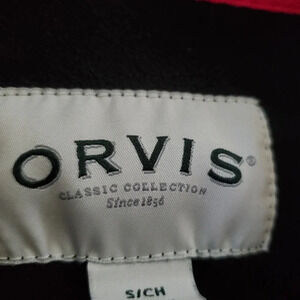 ORVIS®
CLASSIC COLLECTION
Since 1856
S/CH